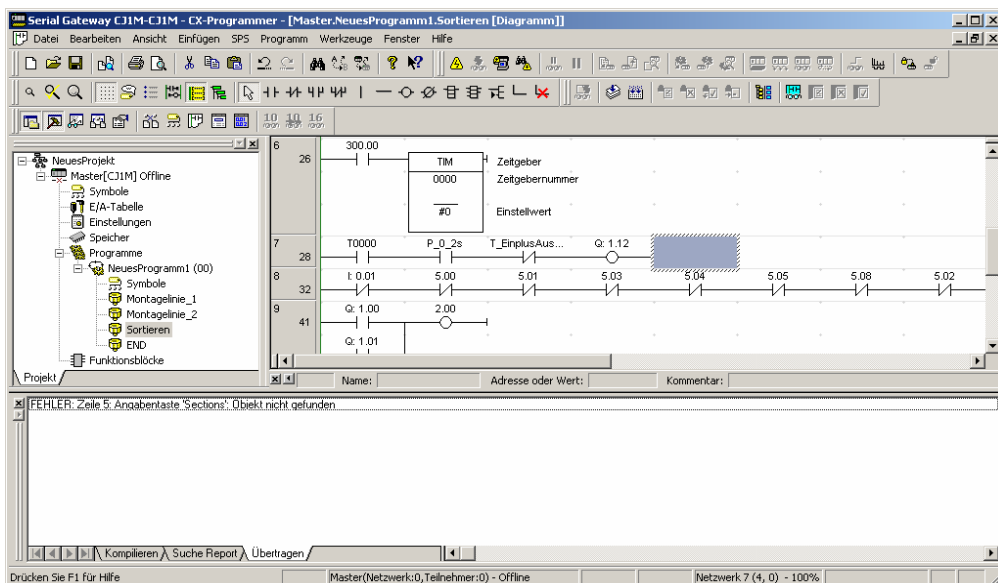 Serial Gateway CJ1M-CJ1M - CX-Programmer - [Master.NeuesProgramm1.Sortieren [Diagramm]]
Datei Bearbeiten Ansicht Einfügen SPS Programm Werkzeuge Fenster Hilfe
10 10 16
NeuesProjekt
Master[CJ1M] Offline
Symbole
E/A-Tabelle
Einstellungen
Speicher
Programme
NeuesProgramm1 (00)
Symbole
Montagelinie_1
Montagelinie_2
Sortieren
END
Funktionsblöcke
Projekt
6
26
300.00
TIM
Zeitgeber
0000
Zeitgebernummer
#0
Einstellwert
7
28
T0000 P_0_2s T_EinplusAus... Q: 1.12
8
32
I: 0.01 5.00 5.01 5.03 5.04 5.05 5.08 5.02
9
41
Q: 1.00 2.00
Q: 1.01
Name: Adresse oder Wert: Kommentar:
FEHLER: Zeile 5: Angabentaste 'Sections': Objekt nicht gefunden
Kompilieren Suche Report Übertragen
Drücken Sie F1 für Hilfe Master(Netzwerk:0,Teilnehmer:0) - Offline Netzwerk 7 (4, 0) - 100%